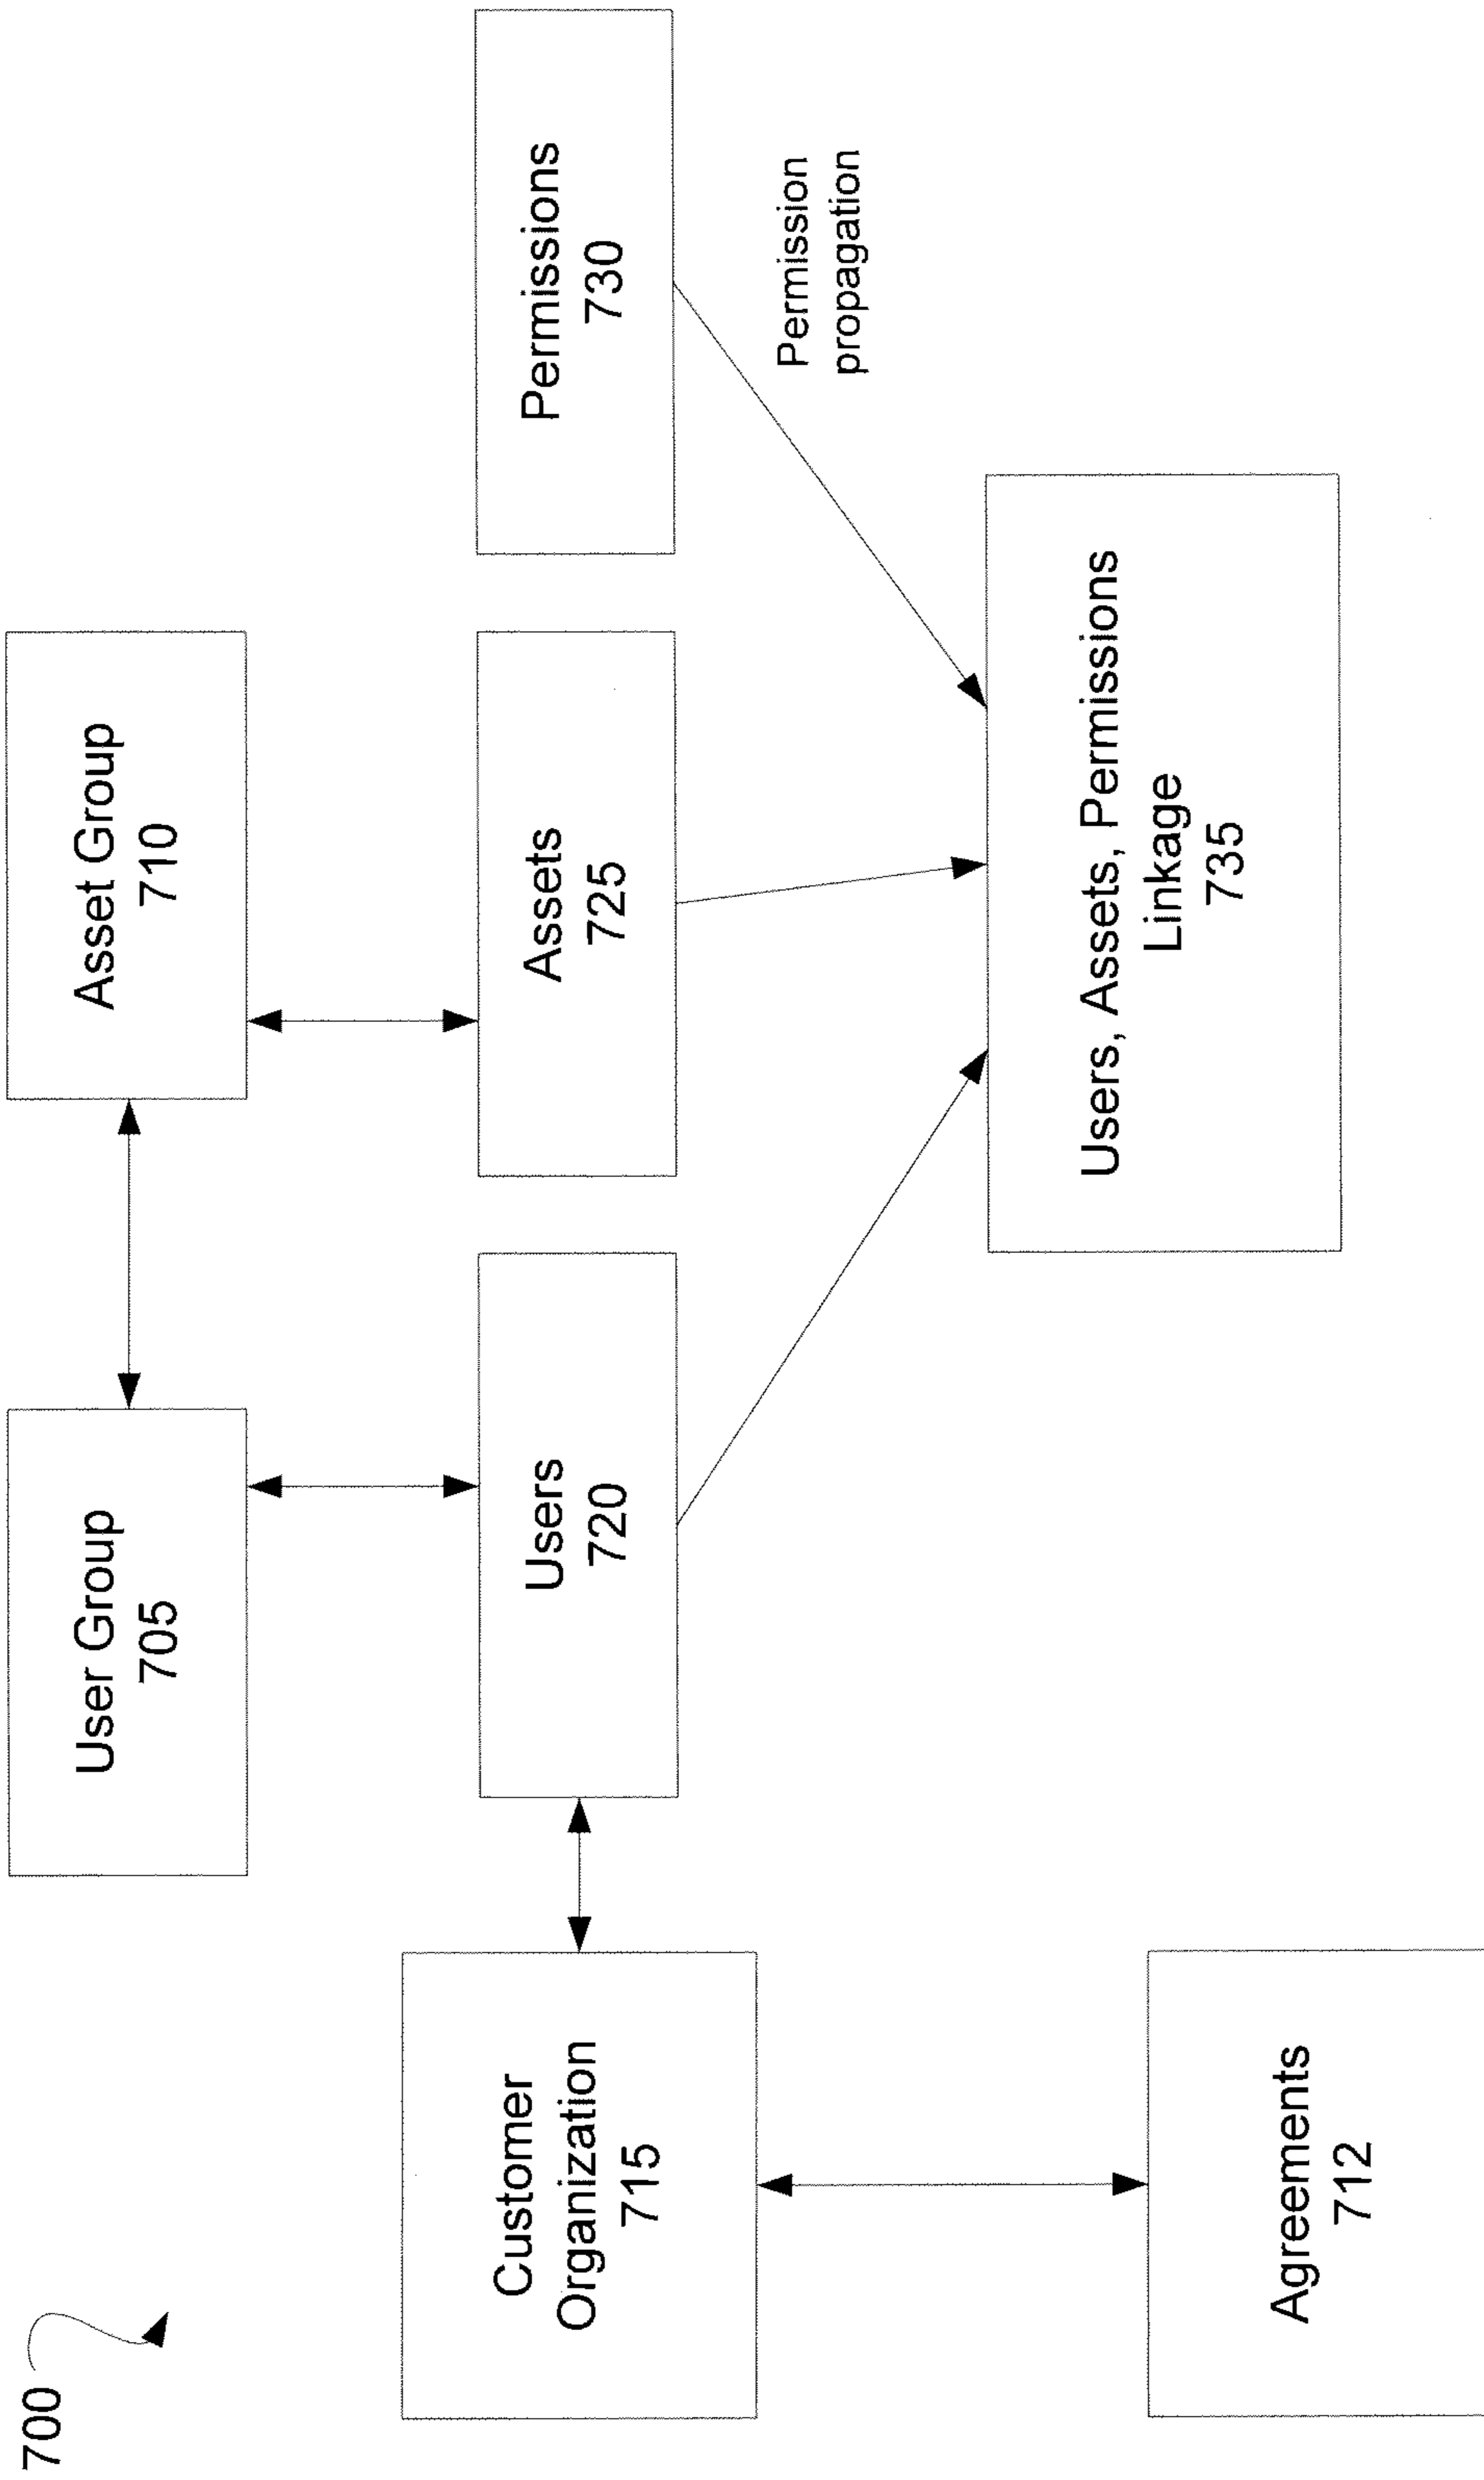 700
User Group
705
Asset Group
710
Customer
Organization
715
Users
720
Assets
725
Permissions
730
Permission
propagation
Agreements
712
Users, Assets, Permissions
Linkage
735